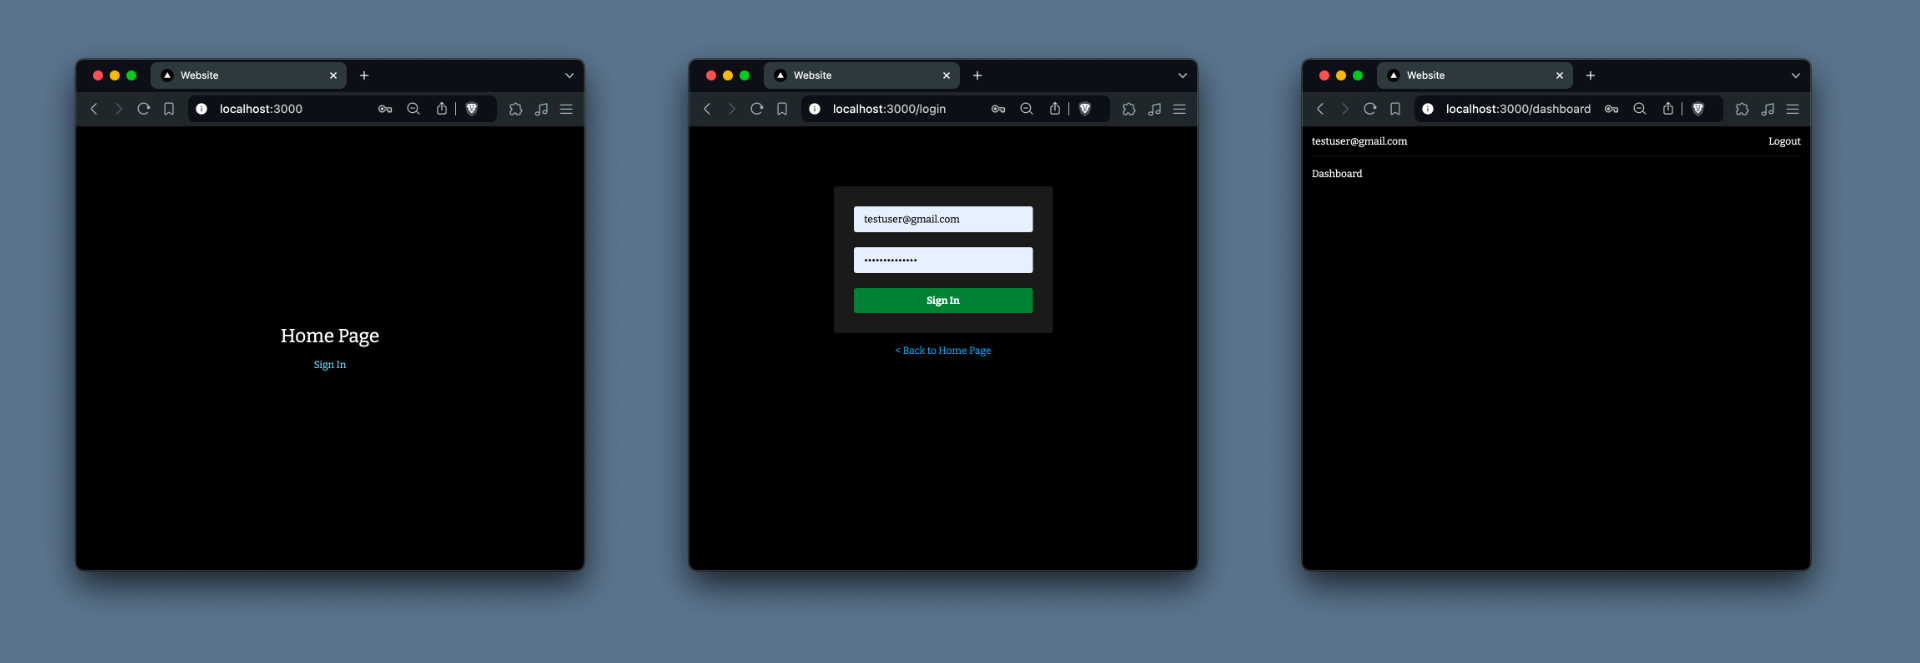 Website
localhost:3000
Home Page
Sign In
Website
localhost:3000/login
testuser@gmail.com
••••••••••••••
Sign In
< Back to Home Page
Website
localhost:3000/dashboard
testuser@gmail.com
Logout
Dashboard